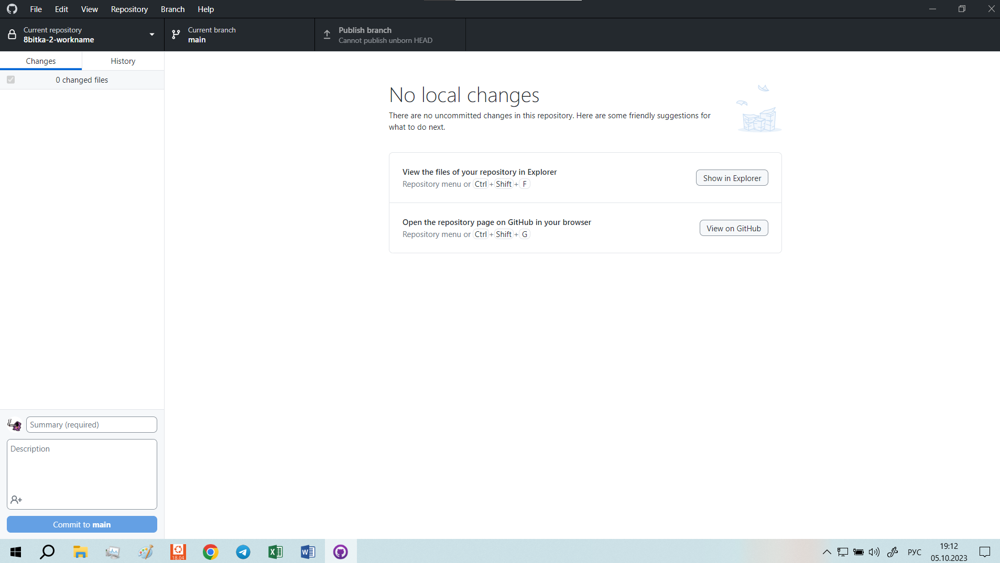 File Edit View Repository Branch Help
Current repository
8bitka-2-workname
Current branch
main
Publish branch
Cannot publish unborn HEAD
Changes
History
0 changed files
No local changes
There are no uncommitted changes in this repository. Here are some friendly suggestions for
what to do next.
View the files of your repository in Explorer
Repository menu or Ctrl + Shift + F
Show in Explorer
Open the repository page on GitHub in your browser
Repository menu or Ctrl + Shift + G
View on GitHub
Summary (required)
Description
Commit to main
18.04
РУС
19:12
05.10.2023